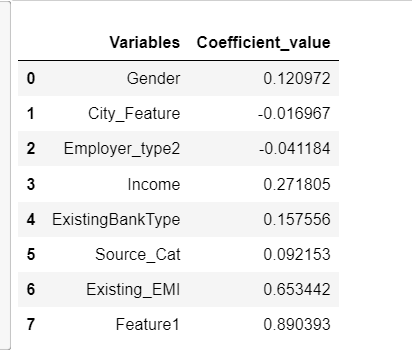 Variables Coefficient_value
0 Gender 0.120972
1 City_Feature -0.016967
2 Employer_type2 -0.041184
3 Income 0.271805
4 ExistingBankType 0.157556
5 Source_Cat 0.092153
6 Existing_EMI 0.653442
7 Feature1 0.890393